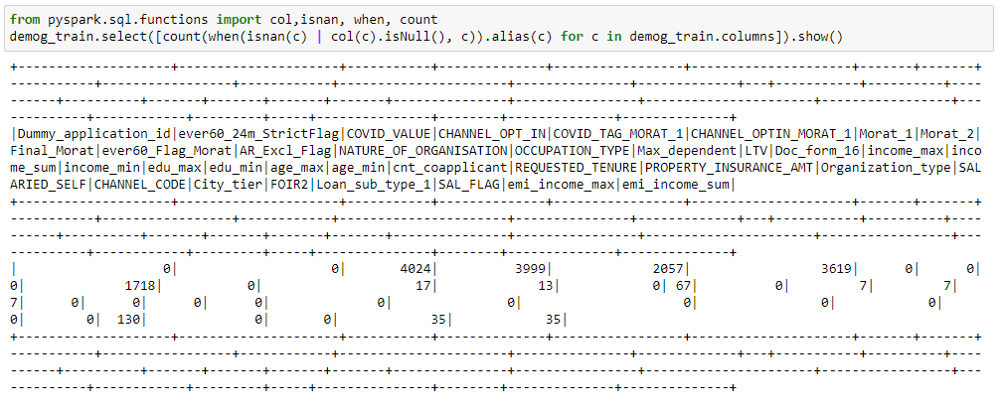 from pyspark.sql.functions import col,isnan, when, count
demog_train.select([count(when(isnan(c) | col(c).isNull(), c)).alias(c) for c in demog_train.columns]).show()
+--------------------+---------------------+-----------+--------------+-----------------+---------------------+-------+-------+
-----------+-----------------+------------+----------------------+---------------+-------------+---+-----------+----------+----
------+----------+-------+-------+-------+-------+---------------+----------------+----------------------+-----------------+---
----------+------------+---------+-----+---------------+--------+--------------+--------------+
|Dummy_application_id|ever60_24m_StrictFlag|COVID_VALUE|CHANNEL_OPT_IN|COVID_TAG_MORAT_1|CHANNEL_OPTIN_MORAT_1|Morat_1|Morat_2|
Final_Morat|ever60_Flag_Morat|AR_Excl_Flag|NATURE_OF_ORGANISATION|OCCUPATION_TYPE|Max_dependent|LTV|Doc_form_16|income_max|inco
me_sum|income_min|edu_max|edu_min|age_max|age_min|cnt_coapplicant|REQUESTED_TENURE|PROPERTY_INSURANCE_AMT|Organization_type|SAL
ARIED_SELF|CHANNEL_CODE|City_tier|FOIR2|Loan_sub_type_1|SAL_FLAG|emi_income_max|emi_income_sum|
+--------------------+---------------------+-----------+--------------+-----------------+---------------------+-------+-------+
-----------+-----------------+------------+----------------------+---------------+-------------+---+-----------+----------+----
------+----------+-------+-------+-------+-------+---------------+----------------+----------------------+-----------------+---
----------+------------+---------+-----+---------------+--------+--------------+--------------+
| 0| 0| 4024| 3999| 2057| 3619| 0| 0|
0| 1718| 0| 17| 13| 0| 67| 0| 7| 7|
7| 0| 0| 0| 0| 0| 0| 0| 0| 0|
0| 0| 130| 0| 0| 35| 35|
+--------------------+---------------------+-----------+--------------+-----------------+---------------------+-------+-------+
-----------+-----------------+------------+----------------------+---------------+-------------+---+-----------+----------+----
------+----------+-------+-------+-------+-------+---------------+----------------+----------------------+-----------------+---
----------+------------+---------+-----+---------------+--------+--------------+--------------+